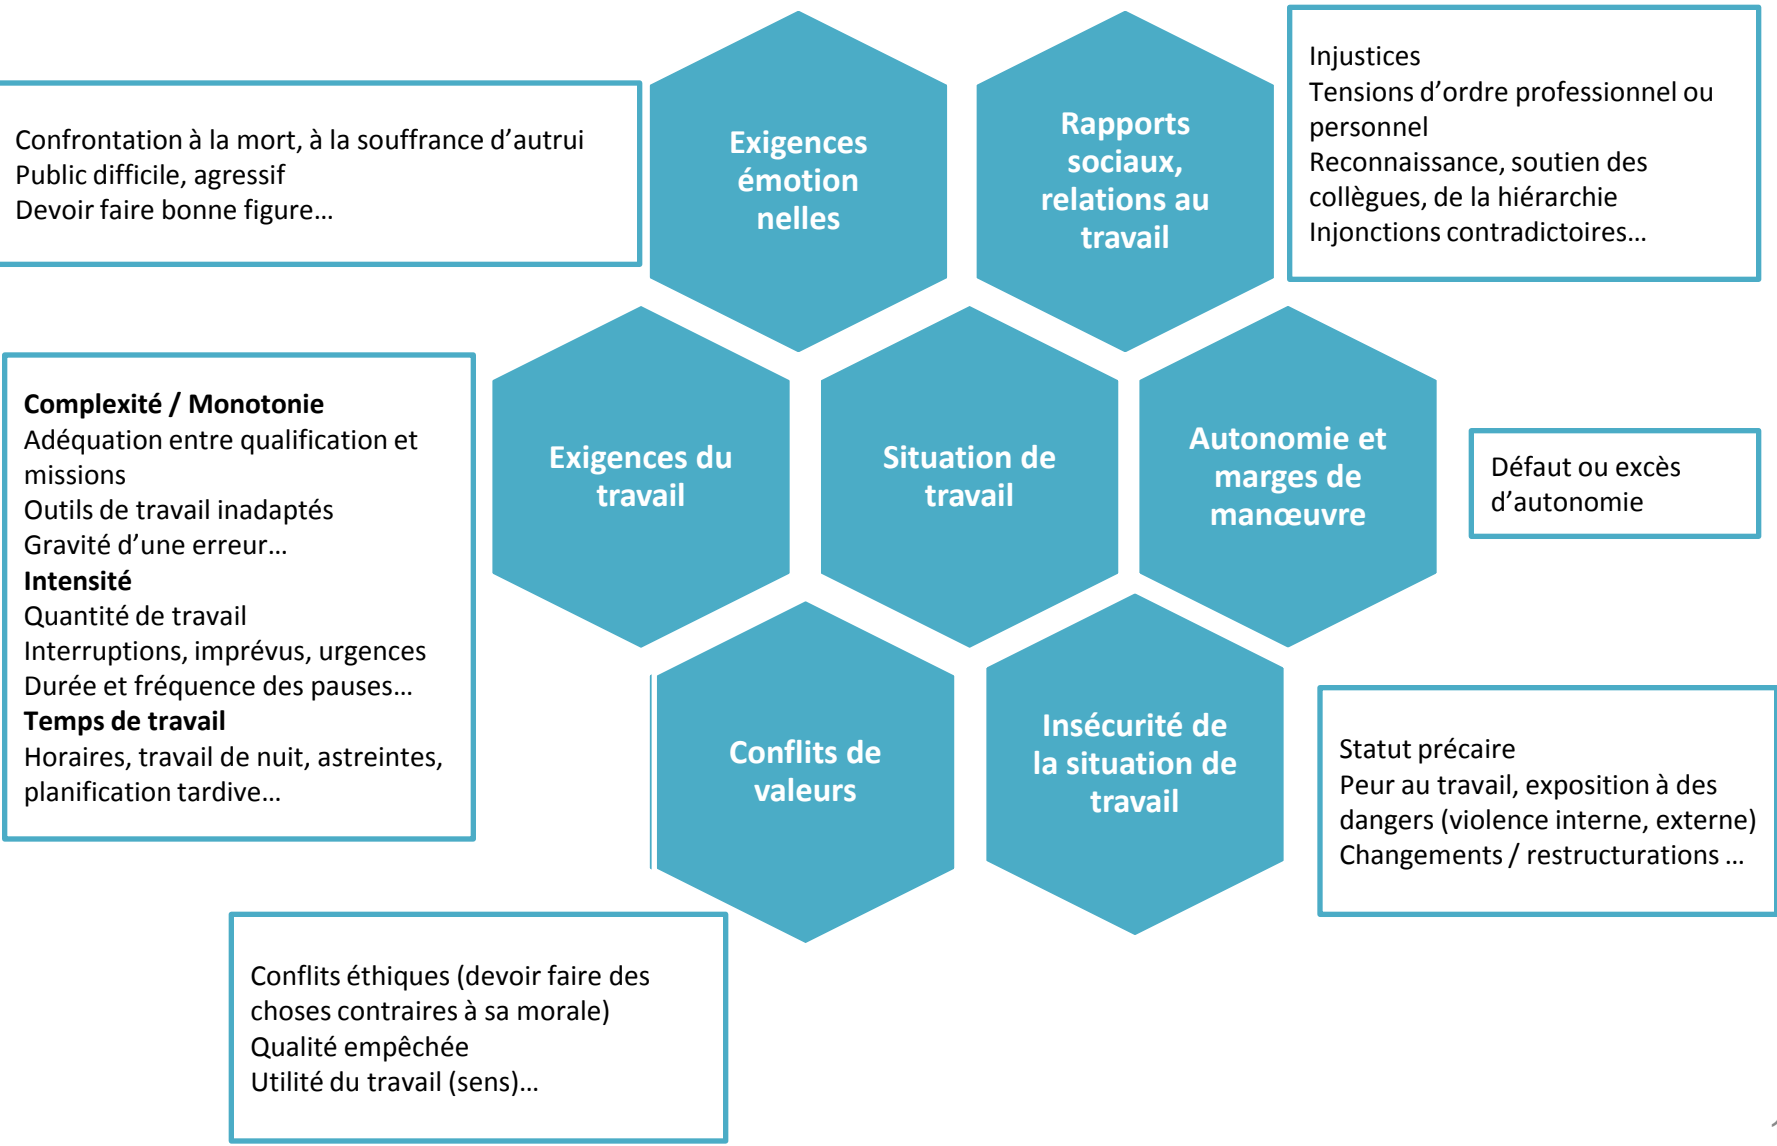 Confrontation à la mort, à la souffrance d'autrui
Public difficile, agressif
Devoir faire bonne figure…
Exigences
émotion
nelles
Rapports
sociaux,
relations au
travail
Injustices
Tensions d'ordre professionnel ou
personnel
Reconnaissance, soutien des
collègues, de la hiérarchie
Injonctions contradictoires…
Complexité / Monotonie
Adéquation entre qualification et
missions
Outils de travail inadaptés
Gravité d'une erreur…
Intensité
Quantité de travail
Interruptions, imprévus, urgences
Durée et fréquence des pauses…
Temps de travail
Horaires, travail de nuit, astreintes,
planification tardive…
Exigences du
travail
Situation de
travail
Autonomie et
marges de
manœuvre
Défaut ou excès
d'autonomie
Conflits de
valeurs
Insécurité de
la situation de
travail
Statut précaire
Peur au travail, exposition à des
dangers (violence interne, externe)
Changements / restructurations …
Conflits éthiques (devoir faire des
choses contraires à sa morale)
Qualité empêchée
Utilité du travail (sens)…